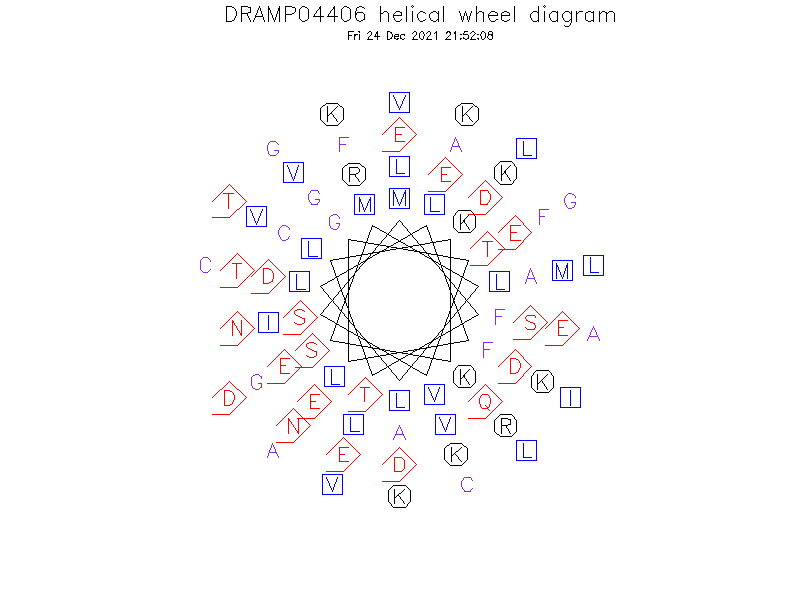 DRAMP04406 helical wheel diagram
Fri 24 Dec 2021 21:52:08
V
K K
E
G F A L
L
V R E K
T G M M L D G
V G K F
C E
L T
C T D L L A M L
N I S F S E A
S F
E D
G L K K
D E T L V Q I
N L A V R
A E D K L
V K C